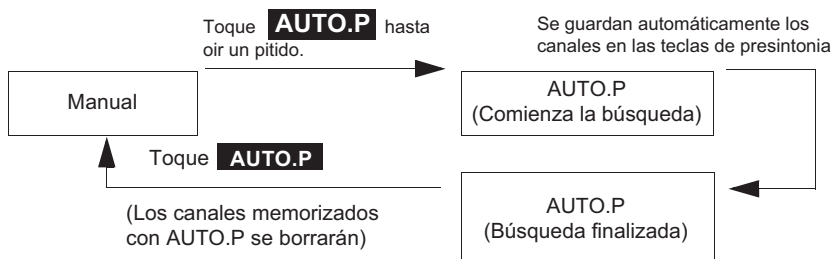 Toque AUTO.P hasta
oir un pitido.
Se guardan automáticamente los
canales en las teclas de presintonia
Manual
AUTO.P
(Comienza la búsqueda)
Toque AUTO.P
(Los canales memorizados
con AUTO.P se borrarán)
AUTO.P
(Búsqueda finalizada)